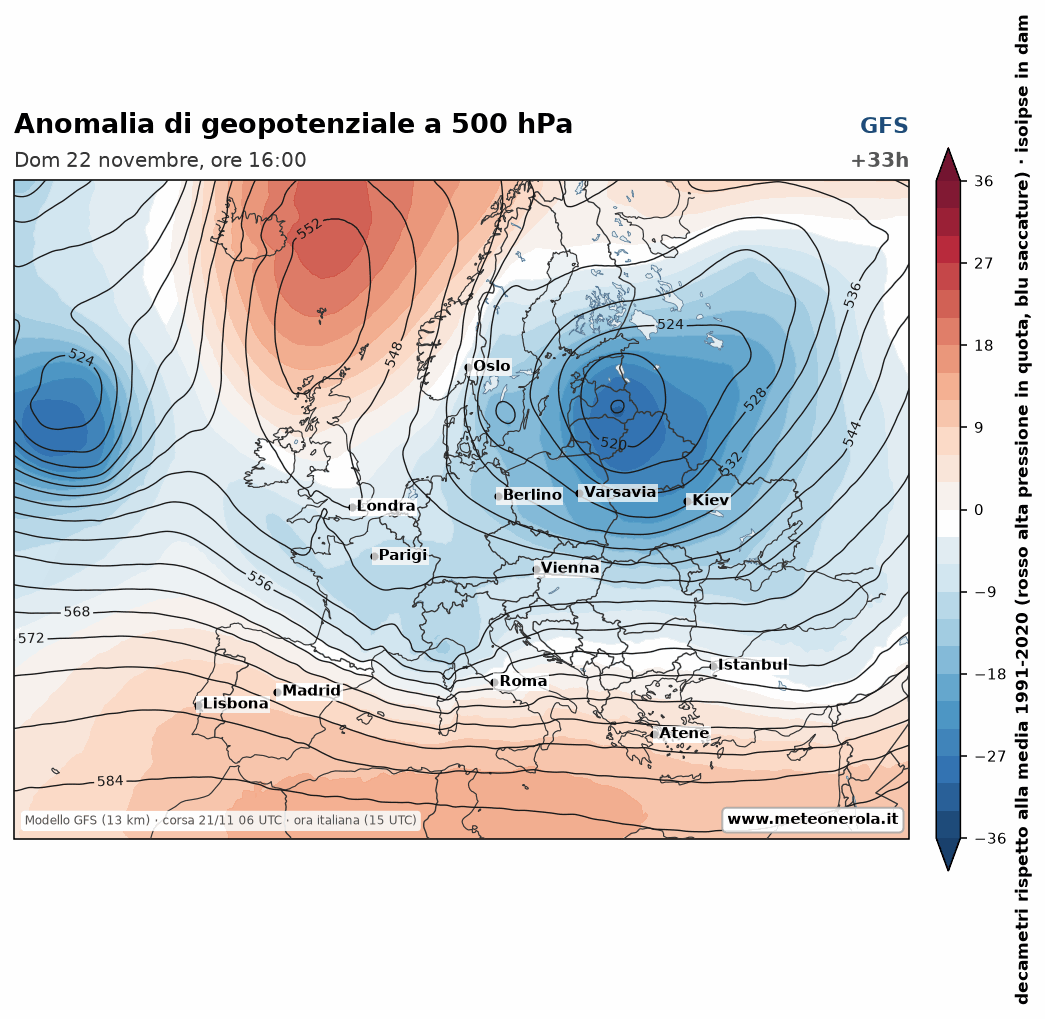 Anomalia di geopotenziale a 500 hPa
GFS
Dom 22 novembre, ore 16:00
+33h
552
524
548
536
524
528
520
532
544
556
568
572
584
Oslo
Londra
Berlino
Varsavia
Kiev
Parigi
Vienna
Istanbul
Roma
Madrid
Lisbona
Atene
Modello GFS (13 km) · corsa 21/11 06 UTC · ora italiana (15 UTC)
www.meteonerola.it
36
27
18
9
0
−9
−18
−27
−36
decametri rispetto alla media 1991-2020 (rosso alta pressione in quota, blu saccature) · isoipse in dam